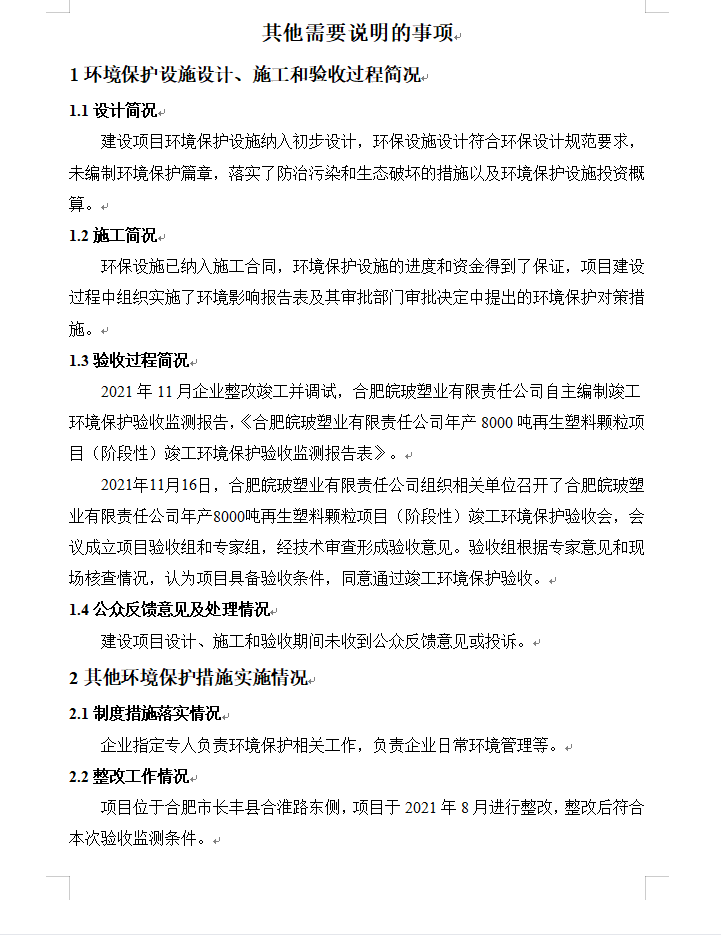 其他需要说明的事项
1 环境保护设施设计、施工和验收过程简况
1.1 设计简况
建设项目环境保护设施纳入初步设计，环保设施设计符合环保设计规范要求，
未编制环境保护篇章，落实了防治污染和生态破坏的措施以及环境保护设施投资概
算。
1.2 施工简况
环保设施已纳入施工合同，环境保护设施的进度和资金得到了保证，项目建设
过程中组织实施了环境影响报告表及其审批部门审批决定中提出的环境保护对策措
施。
1.3 验收过程简况
2021 年 11 月企业整改竣工并调试，合肥皖玻塑业有限责任公司自主编制竣工
环境保护验收监测报告，《合肥皖玻塑业有限责任公司年产 8000 吨再生塑料颗粒项
目（阶段性）竣工环境保护验收监测报告表》。
2021年11月16日，合肥皖玻塑业有限责任公司组织相关单位召开了合肥皖玻塑
业有限责任公司年产8000吨再生塑料颗粒项目（阶段性）竣工环境保护验收会，会
议成立项目验收组和专家组，经技术审查形成验收意见。验收组根据专家意见和现
场核查情况，认为项目具备验收条件，同意通过竣工环境保护验收。
1.4 公众反馈意见及处理情况
建设项目设计、施工和验收期间未收到公众反馈意见或投诉。
2 其他环境保护措施实施情况
2.1 制度措施落实情况
企业指定专人负责环境保护相关工作，负责企业日常环境管理等。
2.2 整改工作情况
项目位于合肥市长丰县合淮路东侧，项目于 2021 年 8 月进行整改，整改后符合
本次验收监测条件。